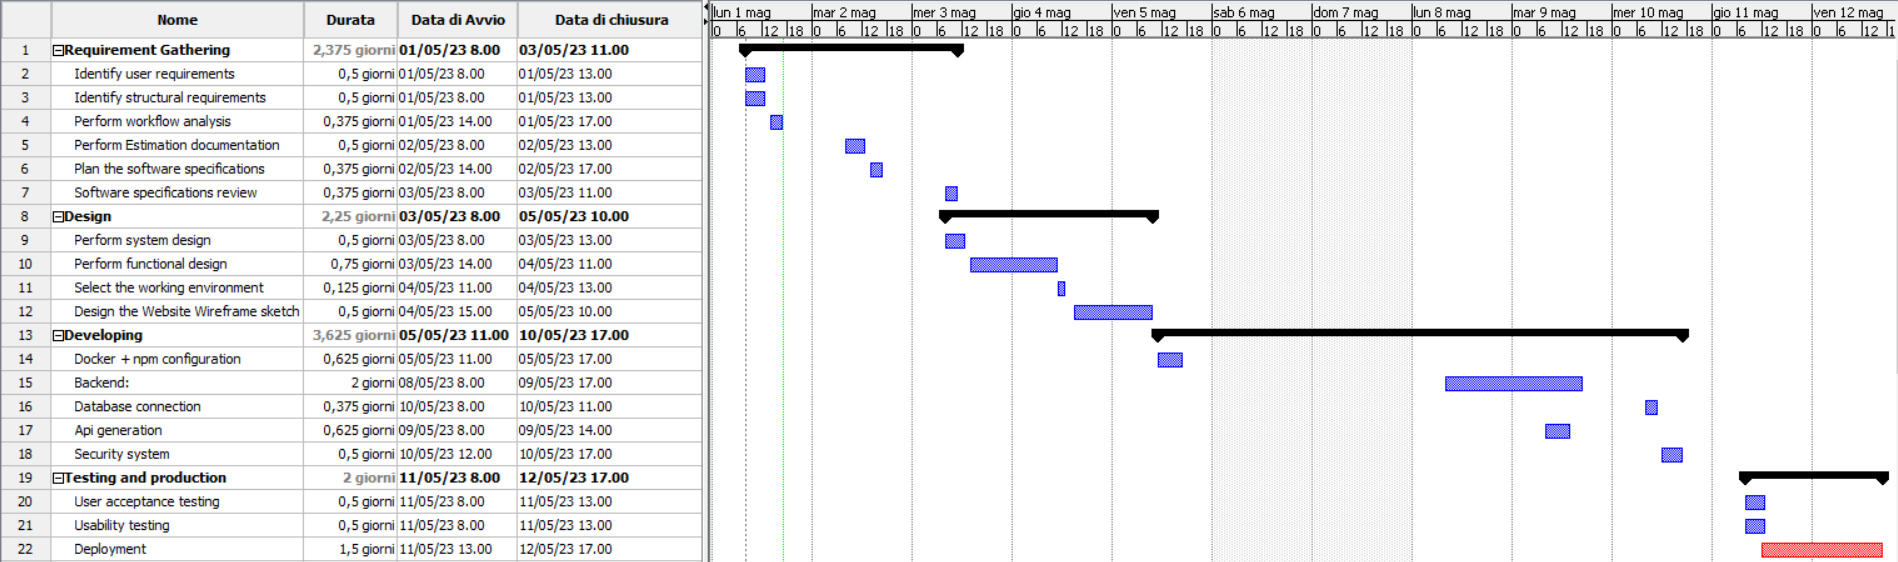 Nome Durata Data di Avvio Data di chiusura
lun 1 mag mar 2 mag mer 3 mag gio 4 mag ven 5 mag sab 6 mag dom 7 mag lun 8 mag mar 9 mag mer 10 mag gio 11 mag ven 12 mag
0 6 12 18 0 6 12 18 0 6 12 18 0 6 12 18 0 6 12 18 0 6 12 18 0 6 12 18 0 6 12 18 0 6 12 18 0 6 12 18 0 6 12 18 0 6 12 1
1 Requirement Gathering 2,375 giorni 01/05/23 8.00 03/05/23 11.00
2 Identify user requirements 0,5 giorni 01/05/23 8.00 01/05/23 13.00
3 Identify structural requirements 0,5 giorni 01/05/23 8.00 01/05/23 13.00
4 Perform workflow analysis 0,375 giorni 01/05/23 14.00 01/05/23 17.00
5 Perform Estimation documentation 0,5 giorni 02/05/23 8.00 02/05/23 13.00
6 Plan the software specifications 0,375 giorni 02/05/23 14.00 02/05/23 17.00
7 Software specifications review 0,375 giorni 03/05/23 8.00 03/05/23 11.00
8 Design 2,25 giorni 03/05/23 8.00 05/05/23 10.00
9 Perform system design 0,5 giorni 03/05/23 8.00 03/05/23 13.00
10 Perform functional design 0,75 giorni 03/05/23 14.00 04/05/23 11.00
11 Select the working environment 0,125 giorni 04/05/23 11.00 04/05/23 13.00
12 Design the Website Wireframe sketch 0,5 giorni 04/05/23 15.00 05/05/23 10.00
13 Developing 3,625 giorni 05/05/23 11.00 10/05/23 17.00
14 Docker + npm configuration 0,625 giorni 05/05/23 11.00 05/05/23 17.00
15 Backend: 2 giorni 08/05/23 8.00 09/05/23 17.00
16 Database connection 0,375 giorni 10/05/23 8.00 10/05/23 11.00
17 Api generation 0,625 giorni 09/05/23 8.00 09/05/23 14.00
18 Security system 0,5 giorni 10/05/23 12.00 10/05/23 17.00
19 Testing and production 2 giorni 11/05/23 8.00 12/05/23 17.00
20 User acceptance testing 0,5 giorni 11/05/23 8.00 11/05/23 13.00
21 Usability testing 0,5 giorni 11/05/23 8.00 11/05/23 13.00
22 Deployment 1,5 giorni 11/05/23 13.00 12/05/23 17.00